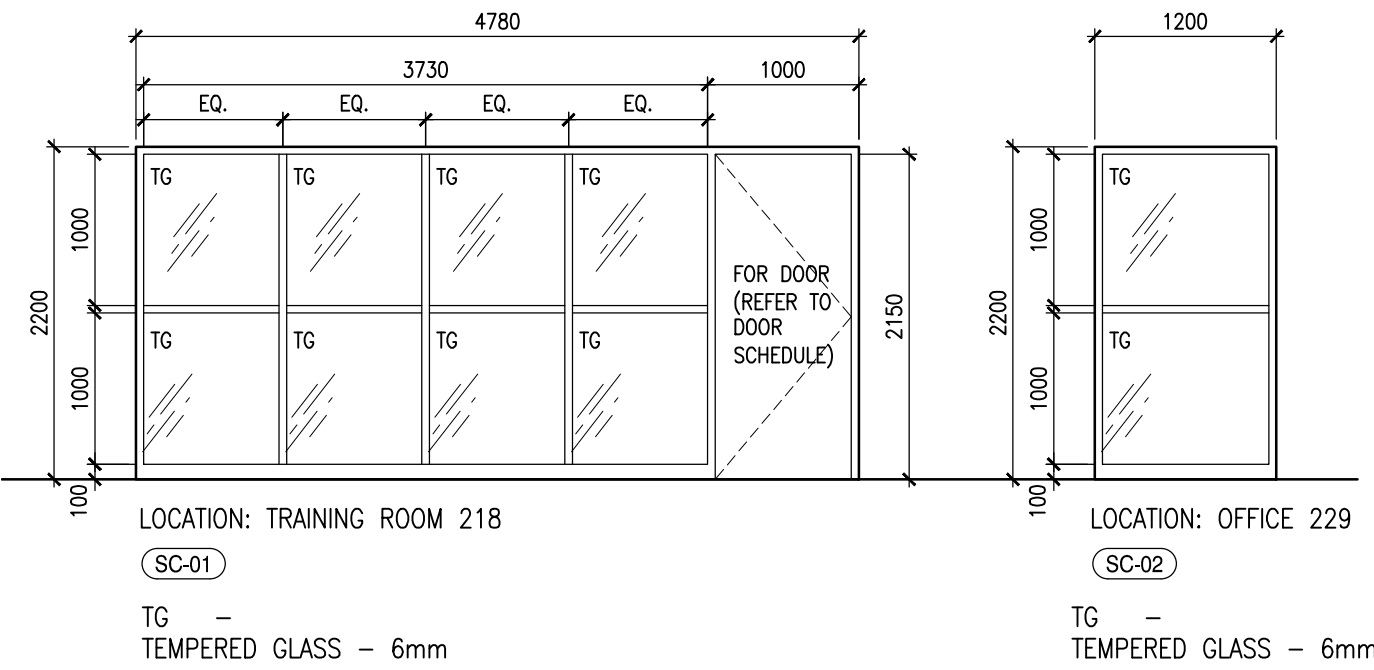 4780
1200
3730
1000
EQ.
EQ.
EQ.
EQ.
TG
TG
TG
TG
TG
1000
1000
2200
FOR DOOR
(REFER TO
DOOR
SCHEDULE)
2150
2200
TG
TG
TG
TG
TG
1000
1000
100
100
LOCATION: TRAINING ROOM 218
LOCATION: OFFICE 229
SC-01
SC-02
TG –
TEMPERED GLASS – 6mm
TG –
TEMPERED GLASS – 6mm